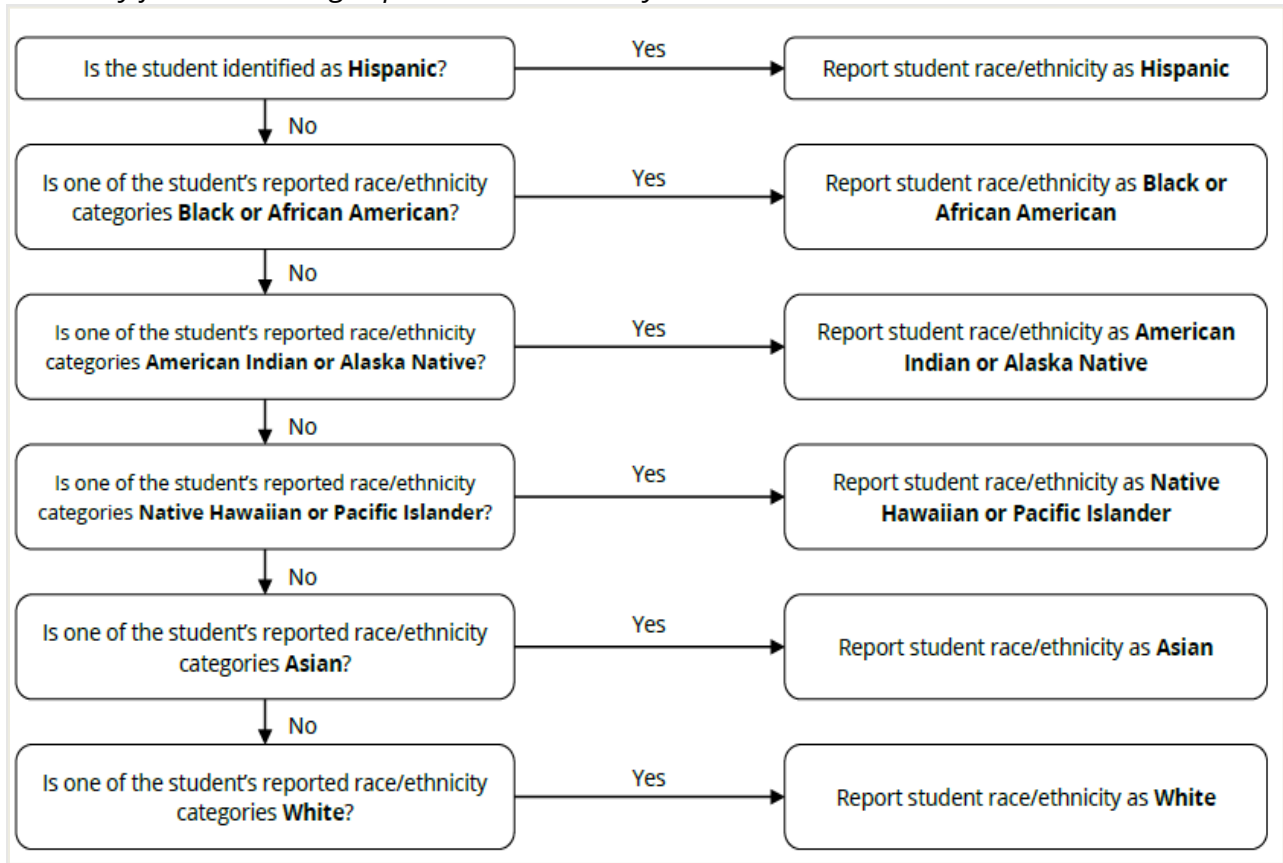 Is the student identified as Hispanic?
Yes
Report student race/ethnicity as Hispanic
No
Is one of the student's reported race/ethnicity
categories Black or African American?
Yes
Report student race/ethnicity as Black or
African American
No
Is one of the student's reported race/ethnicity
categories American Indian or Alaska Native?
Yes
Report student race/ethnicity as American
Indian or Alaska Native
No
Is one of the student's reported race/ethnicity
categories Native Hawaiian or Pacific Islander?
Yes
Report student race/ethnicity as Native
Hawaiian or Pacific Islander
No
Is one of the student's reported race/ethnicity
categories Asian?
Yes
Report student race/ethnicity as Asian
No
Is one of the student's reported race/ethnicity
categories White?
Yes
Report student race/ethnicity as White